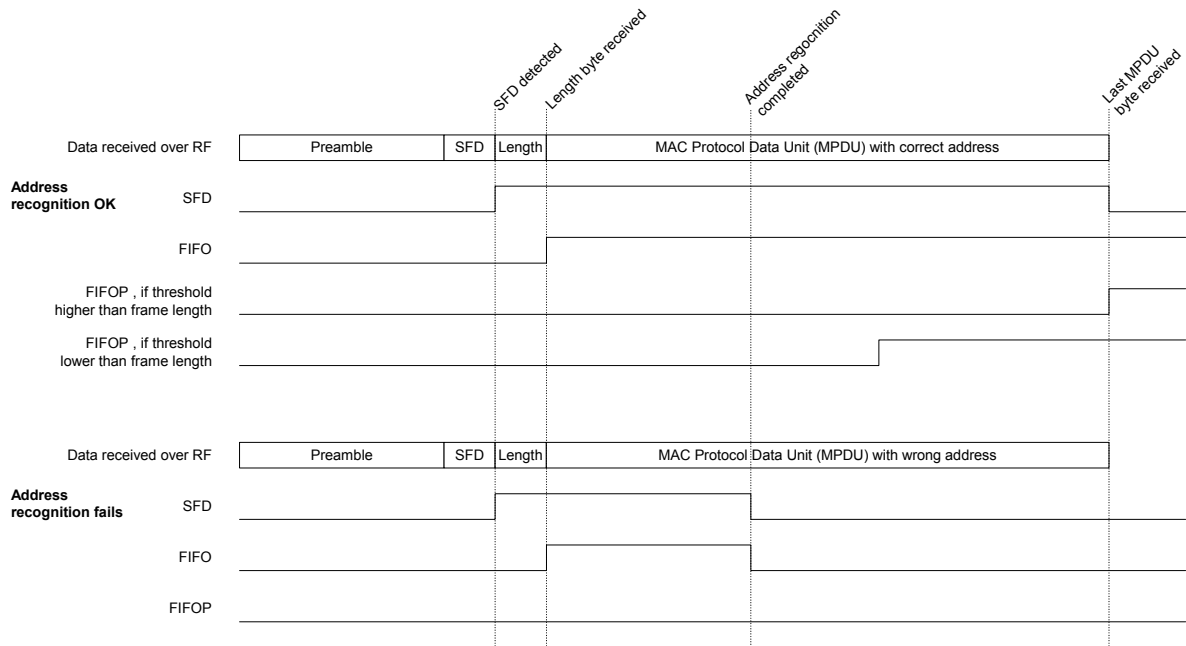 SFD detected
Length byte received
Address regocnition
completed
Last MPDU
byte received
Data received over RF
Preamble
SFD
Length
MAC Protocol Data Unit (MPDU) with correct address
Address
recognition OK
SFD
FIFO
FIFOP , if threshold
higher than frame length
FIFOP , if threshold
lower than frame length
Data received over RF
Preamble
SFD
Length
MAC Protocol Data Unit (MPDU) with wrong address
Address
recognition fails
SFD
FIFO
FIFOP